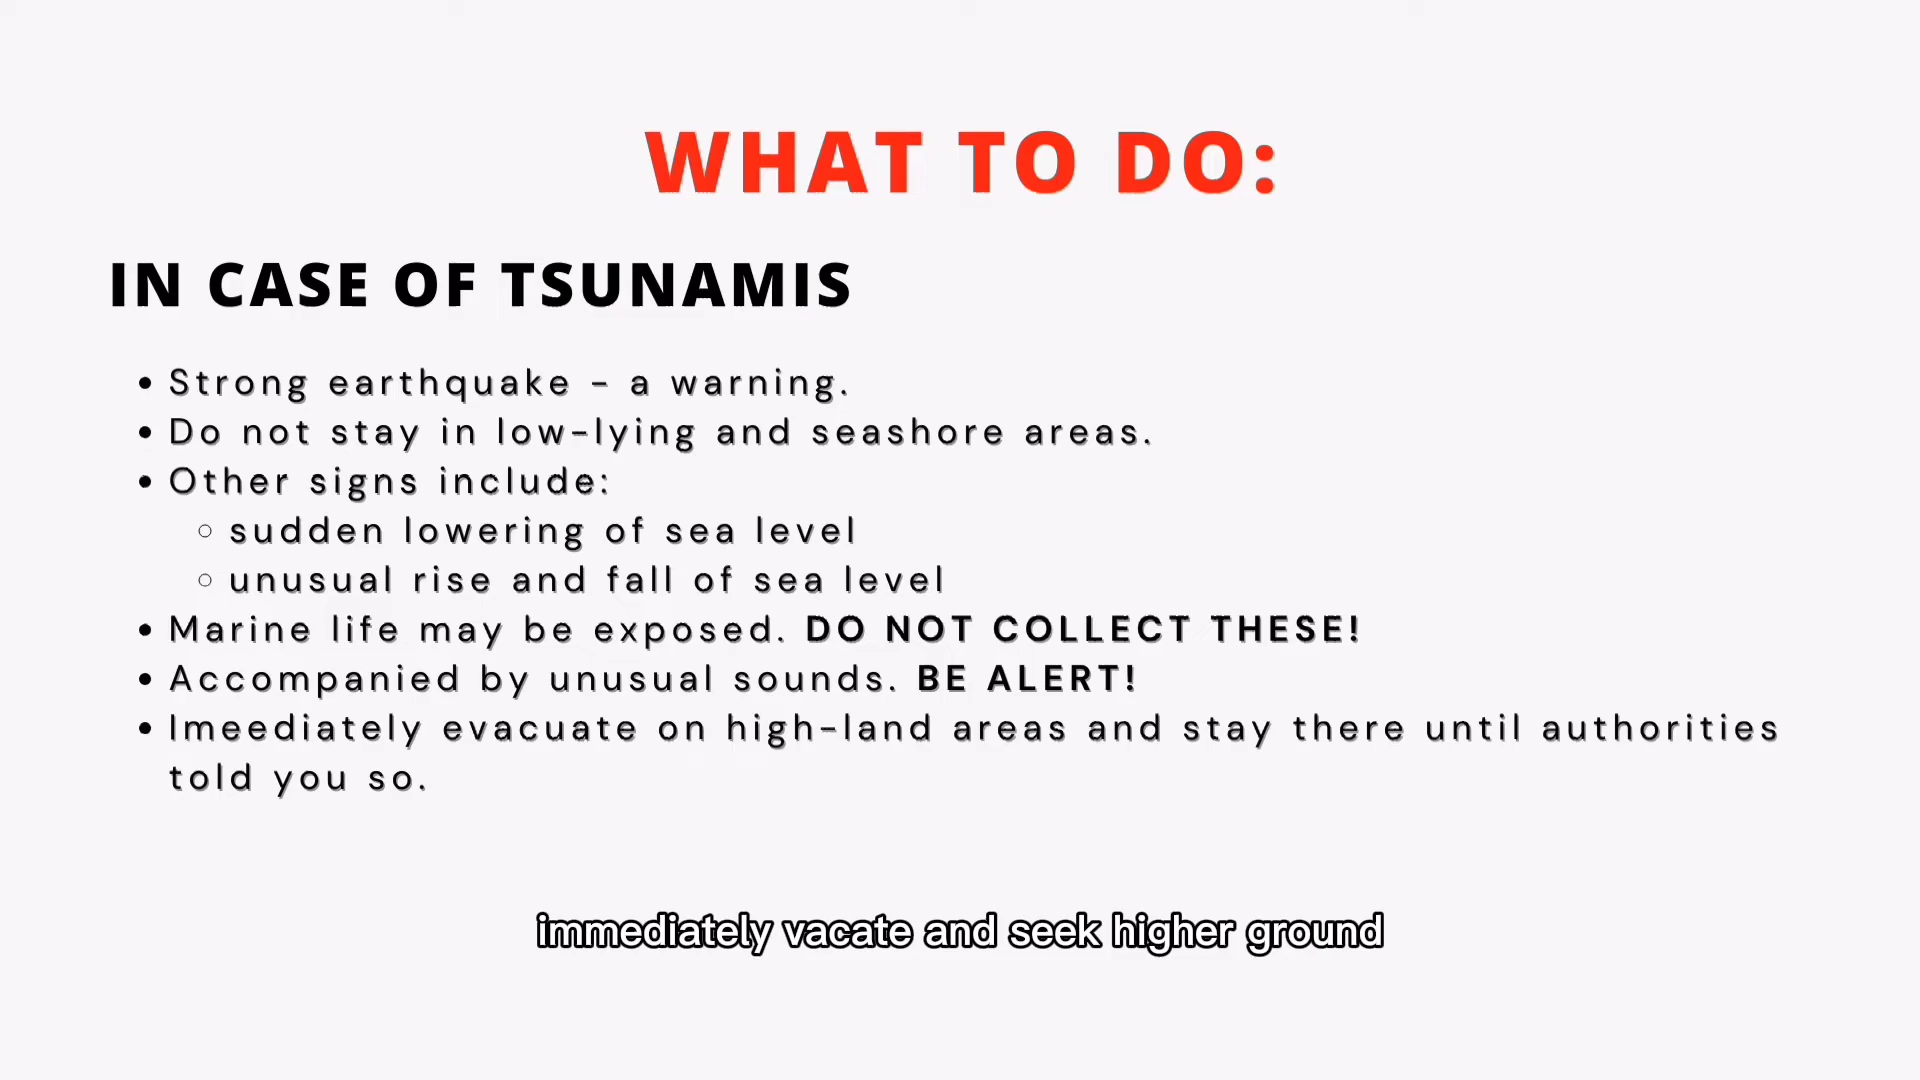 WHAT TO DO:
IN CASE OF TSUNAMIS
• Strong earthquake - a warning.
• Do not stay in low-lying and seashore areas.
• Other signs include:
◦ sudden lowering of sea level
◦ unusual rise and fall of sea level
• Marine life may be exposed. DO NOT COLLECT THESE!
• Accompanied by unusual sounds. BE ALERT!
• Imeediately evacuate on high-land areas and stay there until authorities
told you so.
immediately vacate and seek higher ground